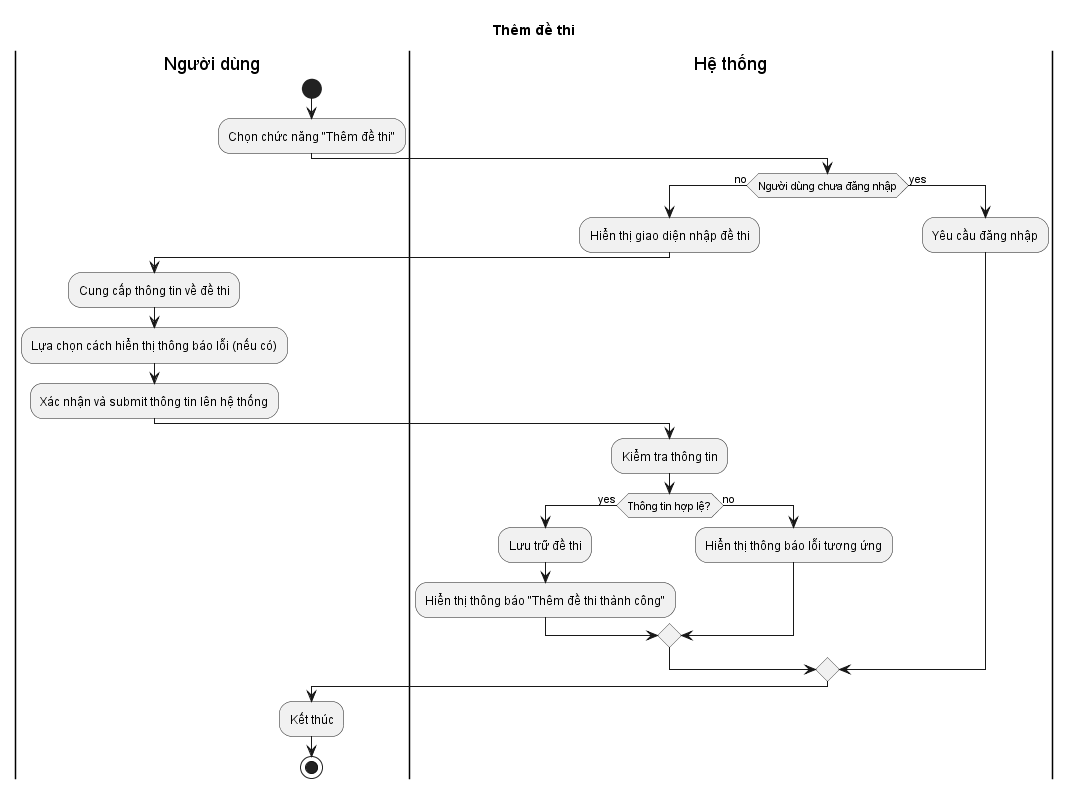 Thêm đề thi
Người dùng
Hệ thống
Chọn chức năng "Thêm đề thi"
Người dùng chưa đăng nhập
no
yes
Hiển thị giao diện nhập đề thi
Yêu cầu đăng nhập
Cung cấp thông tin về đề thi
Lựa chọn cách hiển thị thông báo lỗi (nếu có)
Xác nhận và submit thông tin lên hệ thống
Kiểm tra thông tin
yes
Thông tin hợp lệ?
no
Lưu trữ đề thi
Hiển thị thông báo lỗi tương ứng
Hiển thị thông báo "Thêm đề thi thành công"
Kết thúc